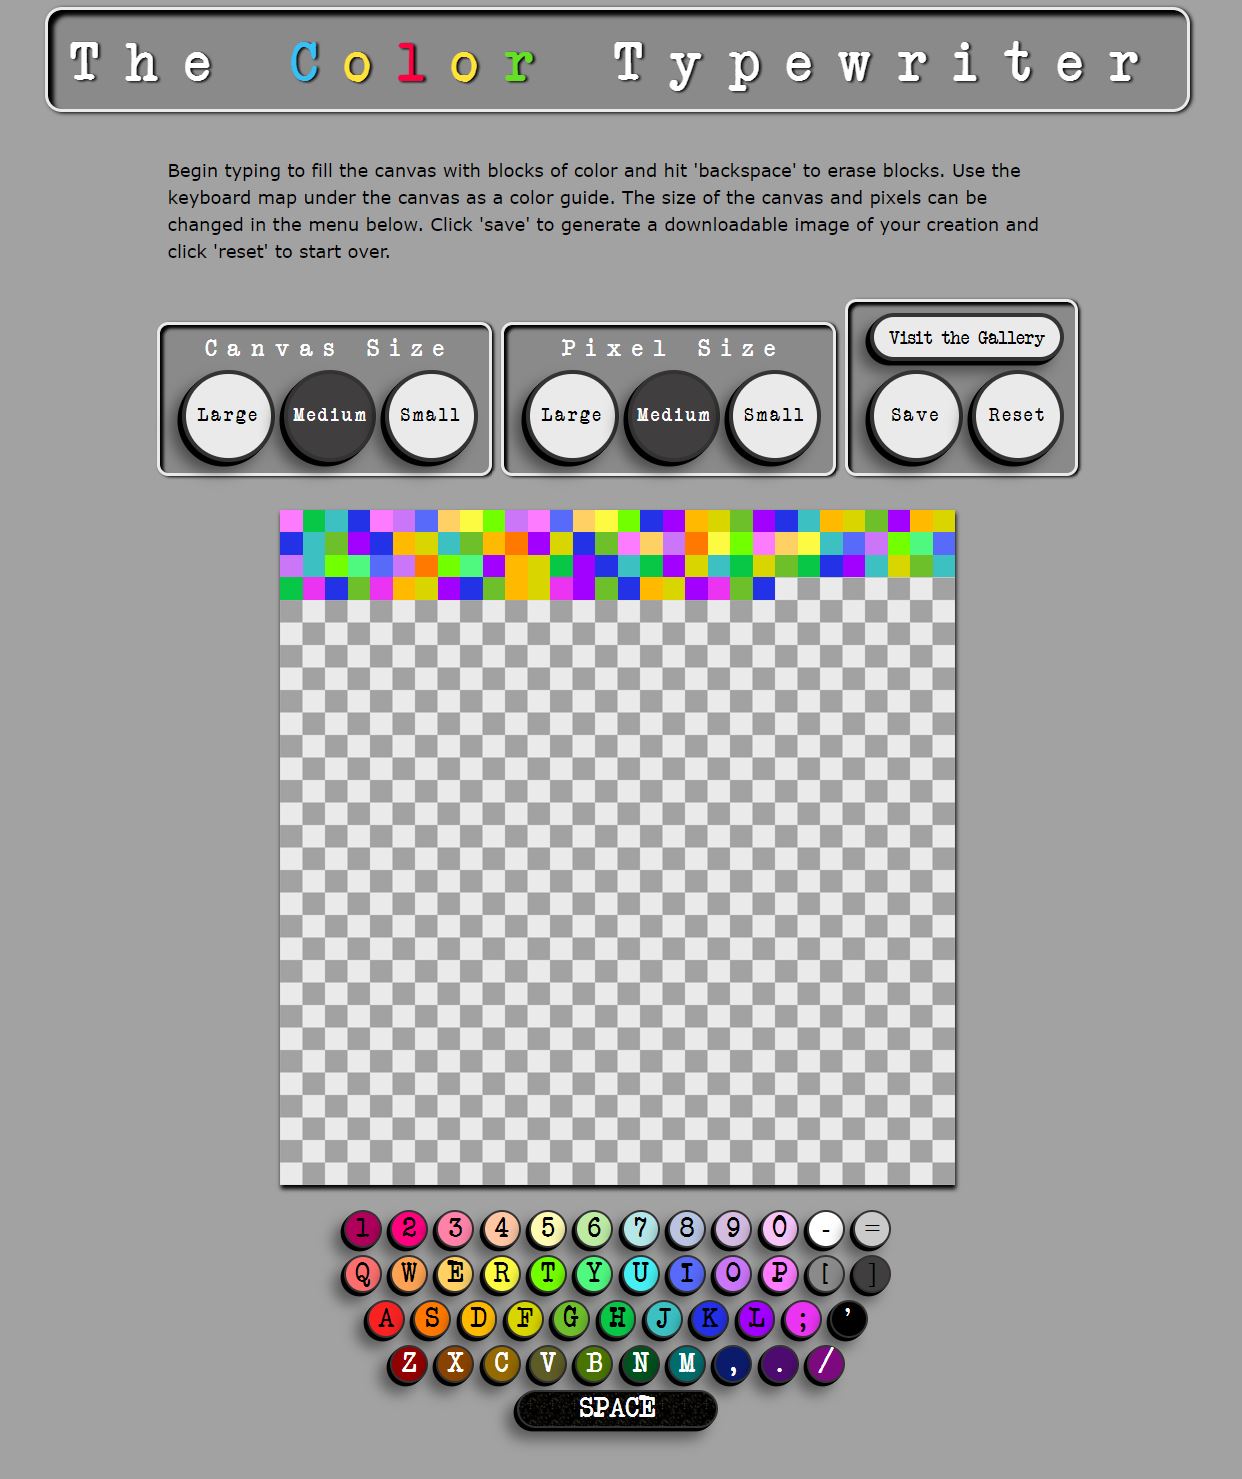 The Color Typewriter
Begin typing to fill the canvas with blocks of color and hit 'backspace' to erase blocks. Use the
keyboard map under the canvas as a color guide. The size of the canvas and pixels can be
changed in the menu below. Click 'save' to generate a downloadable image of your creation and
click 'reset' to start over.
Canvas Size
Large Medium Small
Pixel Size
Large Medium Small
Visit the Gallery
Save Reset
1 2 3 4 5 6 7 8 9 0 - =
Q W E R T Y U I O P [ ]
A S D F G H J K L ; '
Z X C V B N M , . /
SPACE